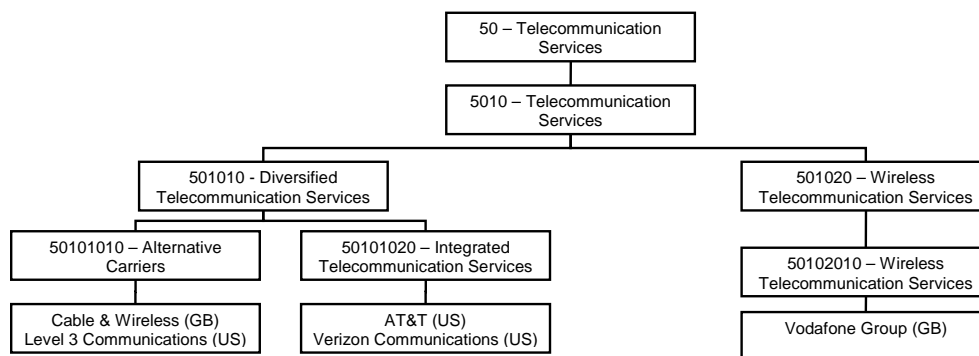 50 – Telecommunication
Services
5010 – Telecommunication
Services
501010 - Diversified
Telecommunication Services
501020 – Wireless
Telecommunication Services
50101010 – Alternative
Carriers
50101020 – Integrated
Telecommunication Services
50102010 – Wireless
Telecommunication Services
Cable & Wireless (GB)
Level 3 Communications (US)
AT&T (US)
Verizon Communications (US)
Vodafone Group (GB)